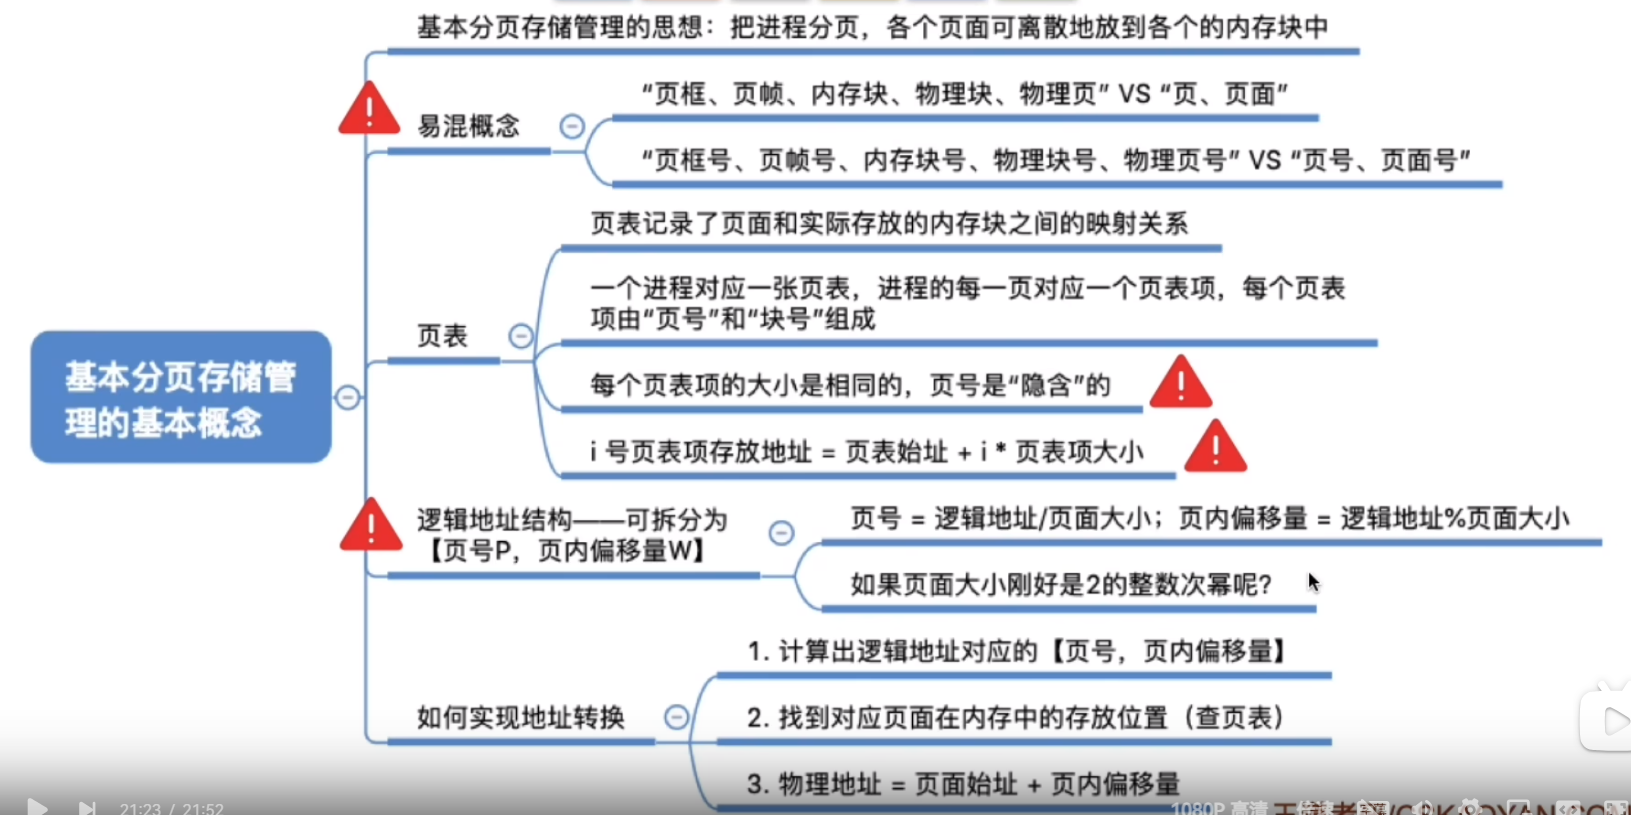 基本分页存储管理的思想：把进程分页，各个页面可离散地放到各个的内存块中
易混概念
“页框、页帧、内存块、物理块、物理页” VS “页、页面”
“页框号、页帧号、内存块号、物理块号、物理页号” VS “页号、页面号”
页表
页表记录了页面和实际存放的内存块之间的映射关系
一个进程对应一张页表，进程的每一页对应一个页表项，每个页表
项由“页号”和“块号”组成
每个页表项的大小是相同的，页号是“隐含”的
i 号页表项存放地址 = 页表始址 + i * 页表项大小
基本分页存储管
理的基本概念
逻辑地址结构——可拆分为
【页号P，页内偏移量W】
页号 = 逻辑地址/页面大小；页内偏移量 = 逻辑地址%页面大小
如果页面大小刚好是2的整数次幂呢？
如何实现地址转换
1. 计算出逻辑地址对应的【页号，页内偏移量】
2. 找到对应页面在内存中的存放位置（查页表）
3. 物理地址 = 页面始址 + 页内偏移量
21:23 / 21:52
1080P 高清
倍速